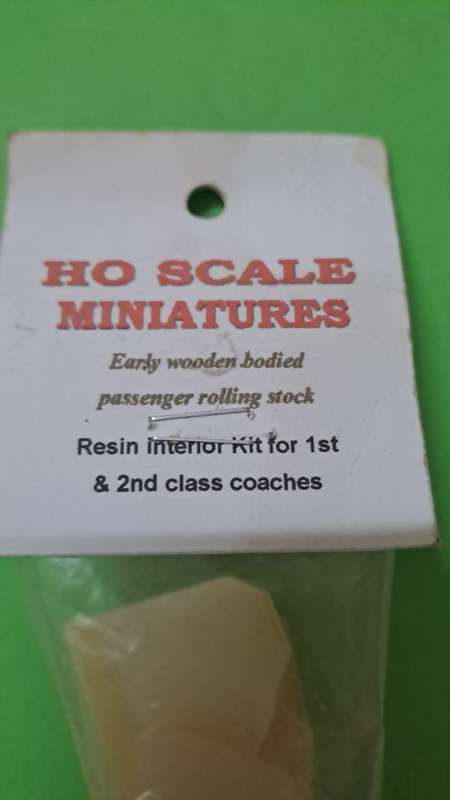 HO SCALE
MINIATURES
Early wooden bodied
passenger rolling stock
Resin Interior Kit for 1st
& 2nd class coaches